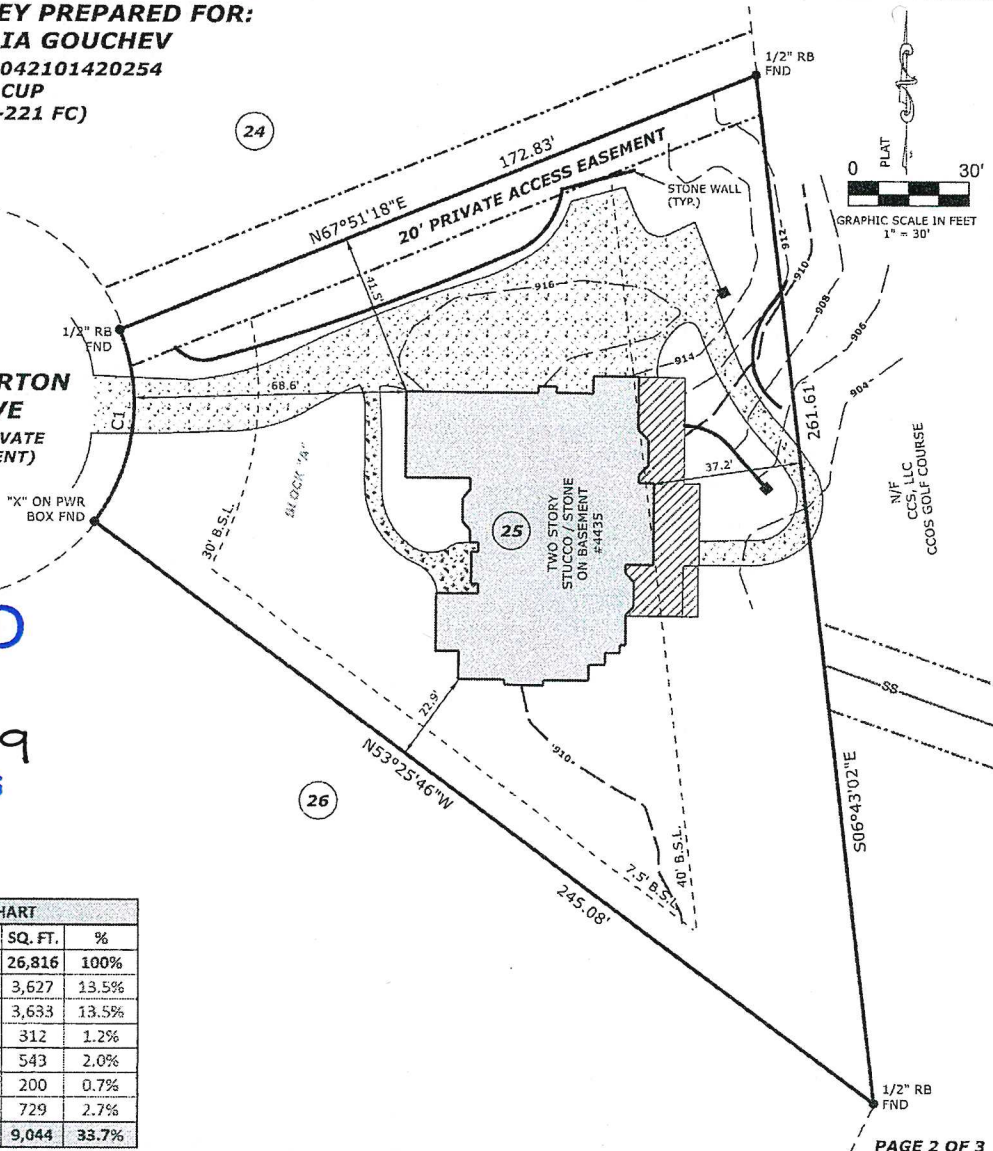 EY PREPARED FOR:
IA GOUCHEV
042101420254
CUP
-221 FC)
24
1/2" RB
FND
PLAT
0 30'
GRAPHIC SCALE IN FEET
1" = 30'
172.83'
N67°51'18"E
20' PRIVATE ACCESS EASEMENT
STONE WALL
(TYP.)
41.5'
916
912
910
908
906
904
914
1/2" RB
FND
RTON
VE
VATE
ENT)
C1
68.6'
"X" ON PWR
BOX FND
30' B.S.L.
BLOCK "A"
25
TWO STORY
STUCCO / STONE
ON BASEMENT
#4435
37.2'
261.61'
S06°43'02"E
N/F
CCS, LLC
CCOS GOLF COURSE
SS
22.9'
910
N53°25'46"W
245.08'
26
7.5' B.S.L.
40' B.S.L.
HART
SQ. FT. %
26,816 100%
3,627 13.5%
3,633 13.5%
312 1.2%
543 2.0%
200 0.7%
729 2.7%
9,044 33.7%
1/2" RB
FND
PAGE 2 OF 3